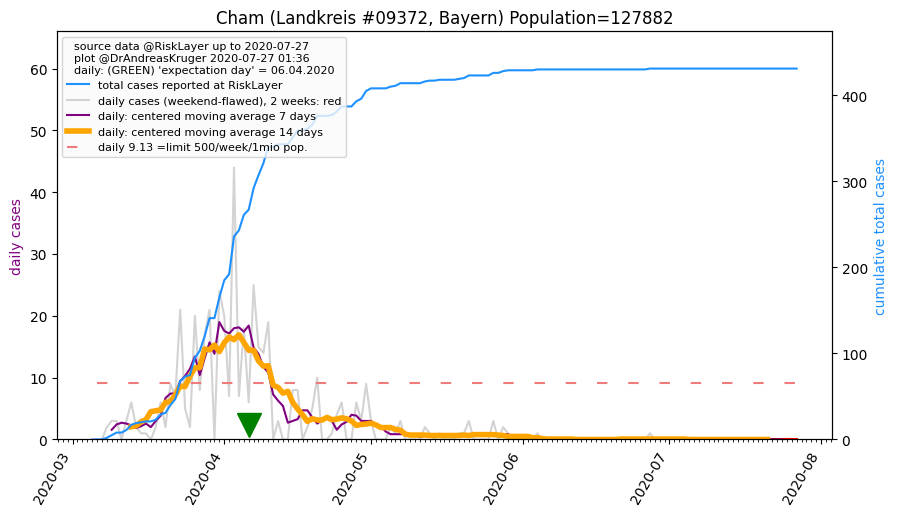 Cham (Landkreis #09372, Bayern) Population=127882
source data @RiskLayer up to 2020-07-27
plot @DrAndreasKruger 2020-07-27 01:36
daily: (GREEN) 'expectation day' = 06.04.2020
total cases reported at RiskLayer
daily cases (weekend-flawed), 2 weeks: red
daily: centered moving average 7 days
daily: centered moving average 14 days
daily 9.13 =limit 500/week/1mio pop.
daily cases
60
50
40
30
20
10
0
cumulative total cases
400
300
200
100
0
2020-03
2020-04
2020-05
2020-06
2020-07
2020-08